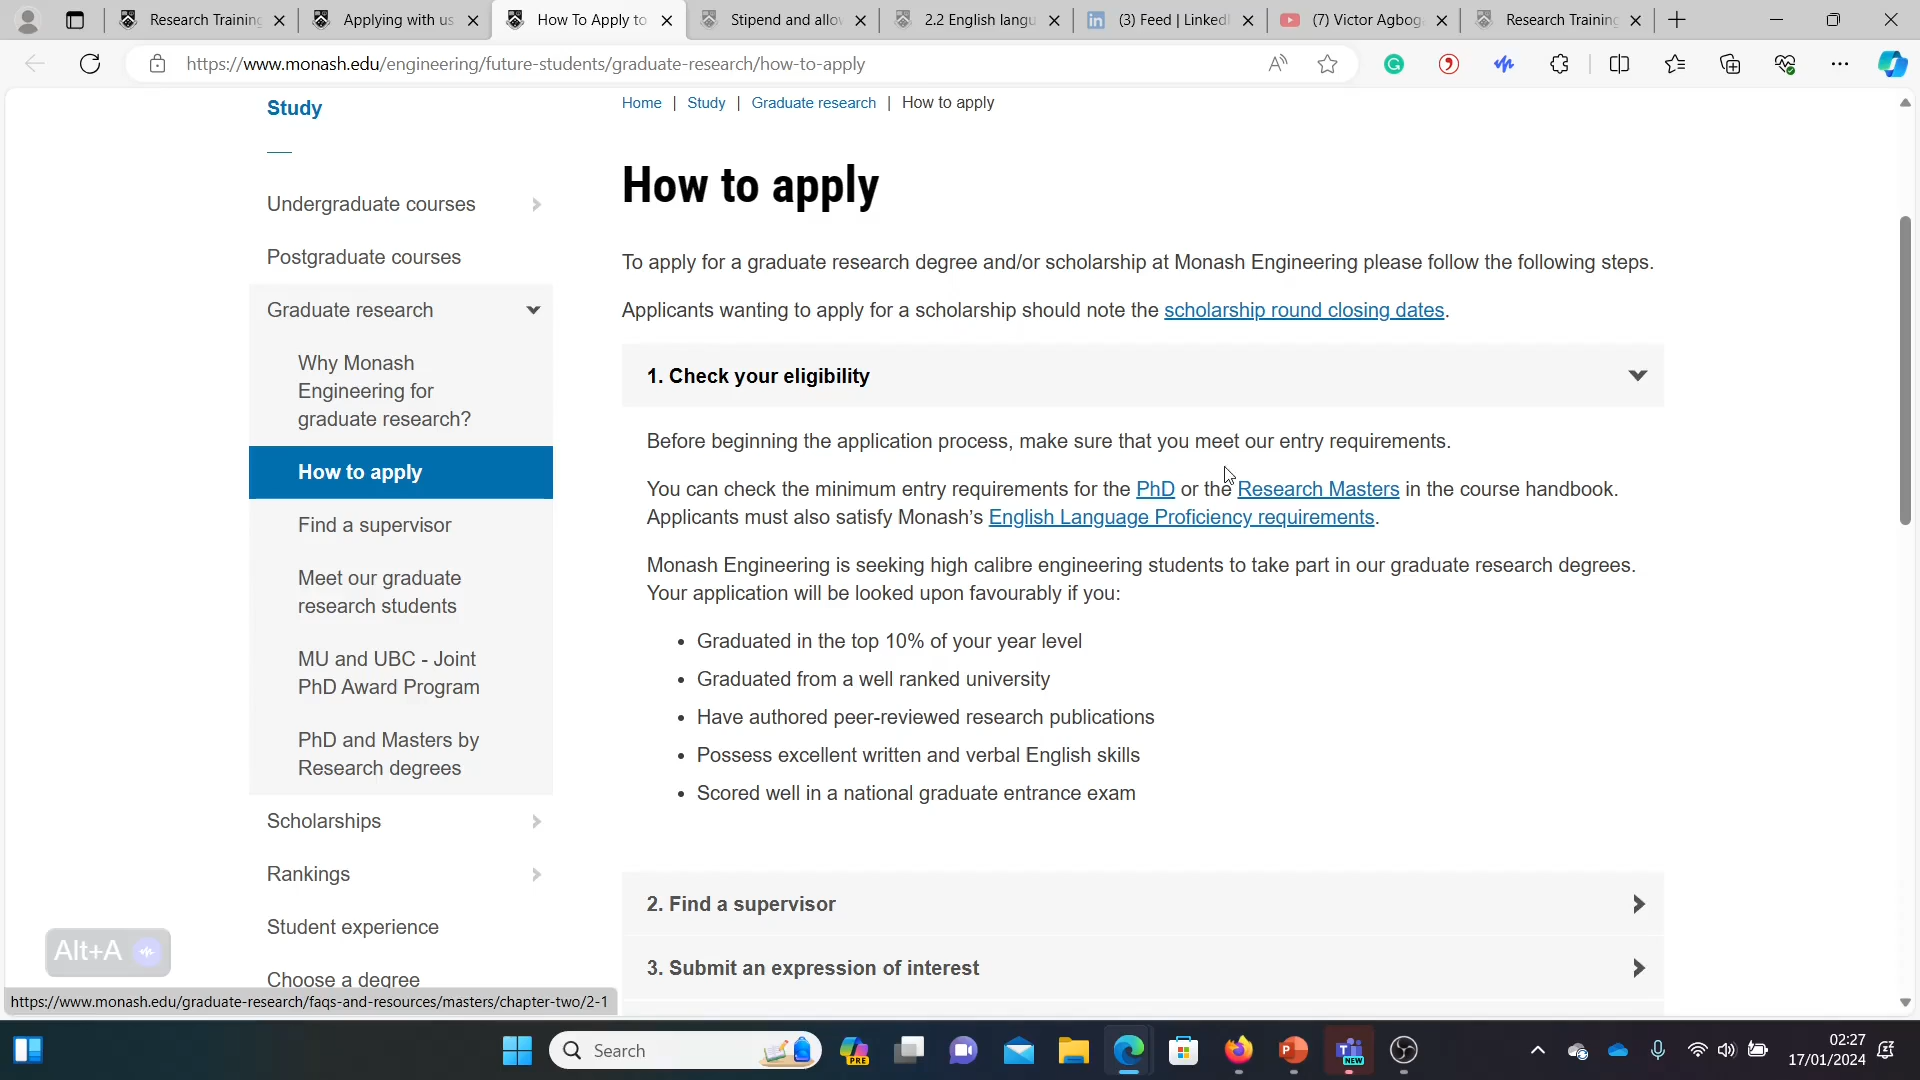 Research Training
Applying with us
How To Apply to
Stipend and allo
2.2 English langu
(3) Feed | Linked
(7) Victor Agbog
Research Training
https://www.monash.edu/engineering/future-students/graduate-research/how-to-apply
Study
Undergraduate courses
Postgraduate courses
Graduate research
Why Monash
Engineering for
graduate research?
How to apply
Find a supervisor
Meet our graduate
research students
MU and UBC - Joint
PhD Award Program
PhD and Masters by
Research degrees
Scholarships
Rankings
Student experience
Choose a degree
Home | Study | Graduate research | How to apply
How to apply
To apply for a graduate research degree and/or scholarship at Monash Engineering please follow the following steps.
Applicants wanting to apply for a scholarship should note the scholarship round closing dates.
1. Check your eligibility
Before beginning the application process, make sure that you meet our entry requirements.
You can check the minimum entry requirements for the PhD or the Research Masters in the course handbook.
Applicants must also satisfy Monash's English Language Proficiency requirements.
Monash Engineering is seeking high calibre engineering students to take part in our graduate research degrees.
Your application will be looked upon favourably if you:
• Graduated in the top 10% of your year level
• Graduated from a well ranked university
• Have authored peer-reviewed research publications
• Possess excellent written and verbal English skills
• Scored well in a national graduate entrance exam
2. Find a supervisor
3. Submit an expression of interest
Alt+A
https://www.monash.edu/graduate-research/faqs-and-resources/masters/chapter-two/2-1
Search
PRE
NEW
02:27
17/01/2024